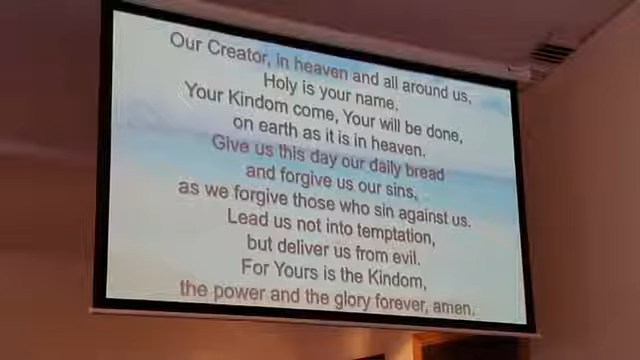 Our Creator, in heaven and all around us,
Holy is your name.
Your Kindom come, Your will be done,
on earth as it is in heaven.
Give us this day our daily bread
and forgive us our sins,
as we forgive those who sin against us.
Lead us not into temptation,
but deliver us from evil.
For Yours is the Kindom,
the power and the glory forever, amen.